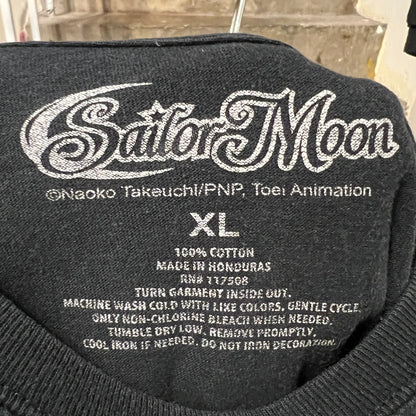 Sailor Moon
©Naoko Takeuchi/PNP, Toei Animation
XL
100% COTTON
MADE IN HONDURAS
RN# 117508
TURN GARMENT INSIDE OUT.
MACHINE WASH COLD WITH LIKE COLORS, GENTLE CYCLE.
ONLY NON-CHLORINE BLEACH WHEN NEEDED.
TUMBLE DRY LOW. REMOVE PROMPTLY.
COOL IRON IF NEEDED. DO NOT IRON DECORATION.